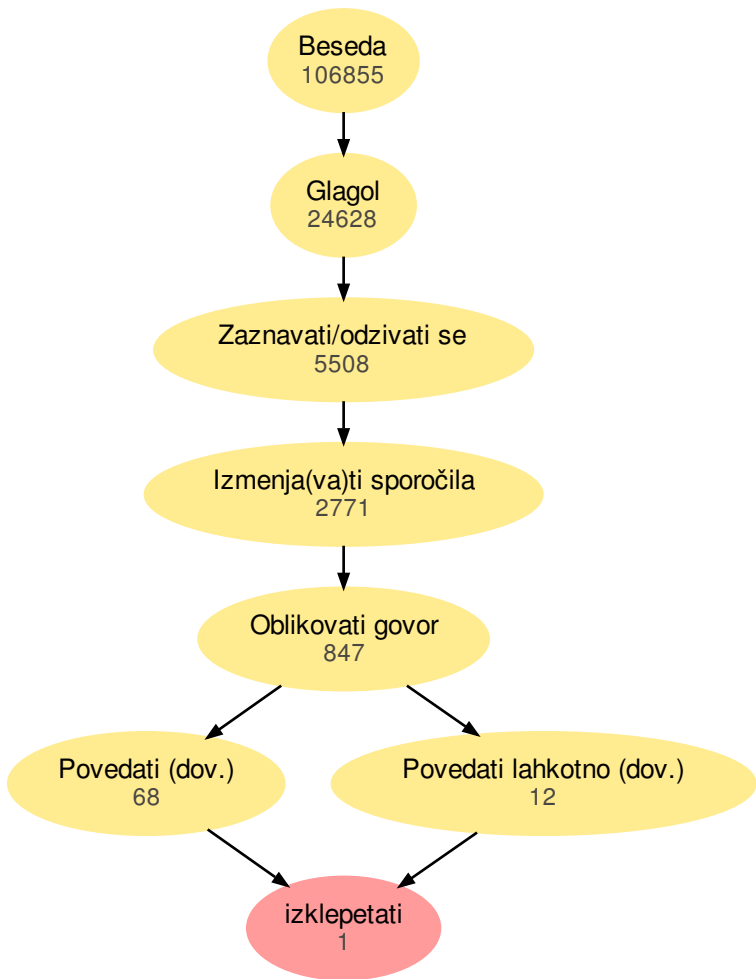 Beseda
106855
Glagol
24628
Zaznavati/odzivati se
5508
Izmenja(va)ti sporočila
2771
Oblikovati govor
847
Povedati (dov.)
68
Povedati lahkotno (dov.)
12
izklepetati
1